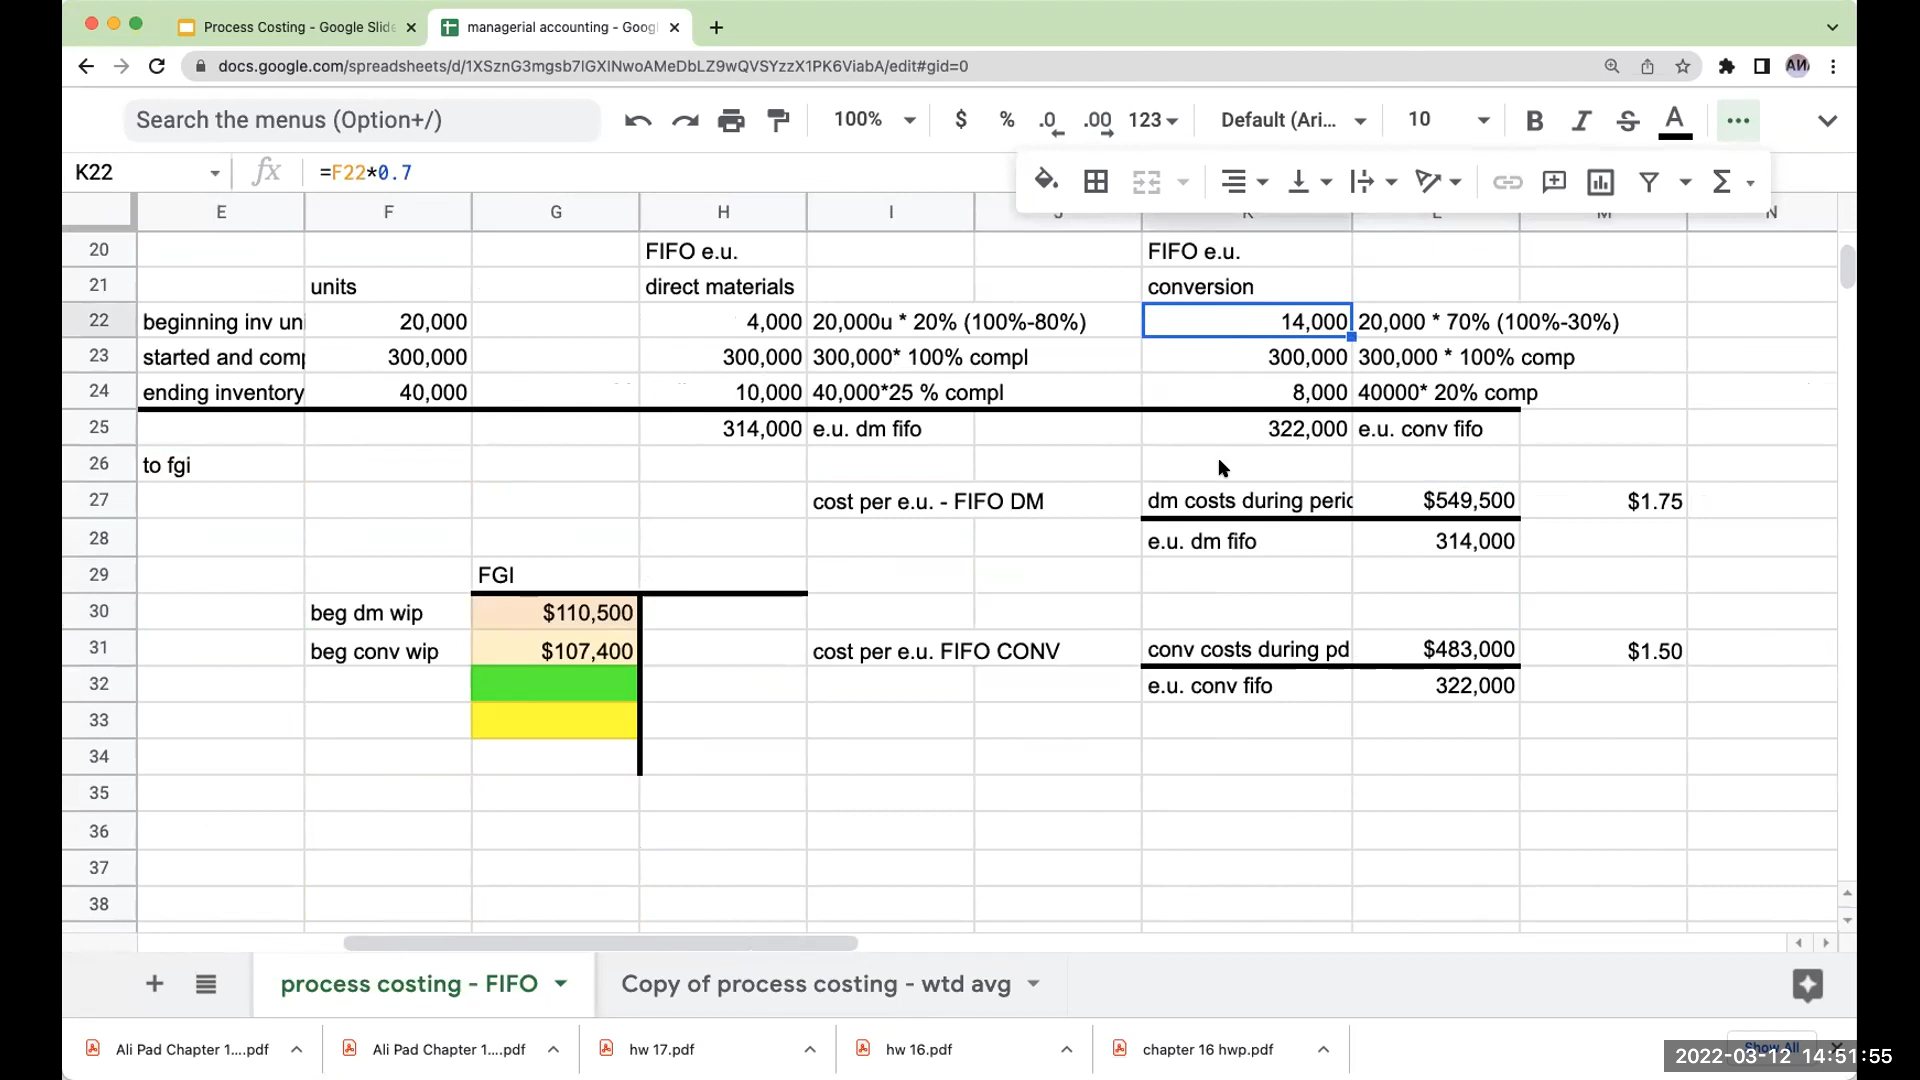 Process Costing - Google Slide
managerial accounting - Googl
docs.google.com/spreadsheets/d/1XSznG3mgsb7lGXlNwoAMeDbLZ9wQVSYzzX1PK6ViabA/edit#gid=0
Search the menus (Option+/) 100% $ % .0 .00 123 Default (Ari... 10 B I S A
K22 fx =F22*0.7
E F G H I J K L M N
20 FIFO e.u. FIFO e.u.
21 units direct materials conversion
22 beginning inv uni 20,000 4,000 20,000u * 20% (100%-80%) 14,000 20,000 * 70% (100%-30%)
23 started and comp 300,000 300,000 300,000* 100% compl 300,000 300,000 * 100% comp
24 ending inventory 40,000 10,000 40,000*25 % compl 8,000 40000* 20% comp
25 314,000 e.u. dm fifo 322,000 e.u. conv fifo
26 to fgi
27 cost per e.u. - FIFO DM dm costs during peric $549,500 $1.75
28 e.u. dm fifo 314,000
29 FGI
30 beg dm wip $110,500
31 beg conv wip $107,400 cost per e.u. FIFO CONV conv costs during pd $483,000 $1.50
32 e.u. conv fifo 322,000
33
34
35
36
37
38
process costing - FIFO Copy of process costing - wtd avg
Ali Pad Chapter 1....pdf Ali Pad Chapter 1....pdf hw 17.pdf hw 16.pdf chapter 16 hwp.pdf Show All
2022-03-12 14:51:55